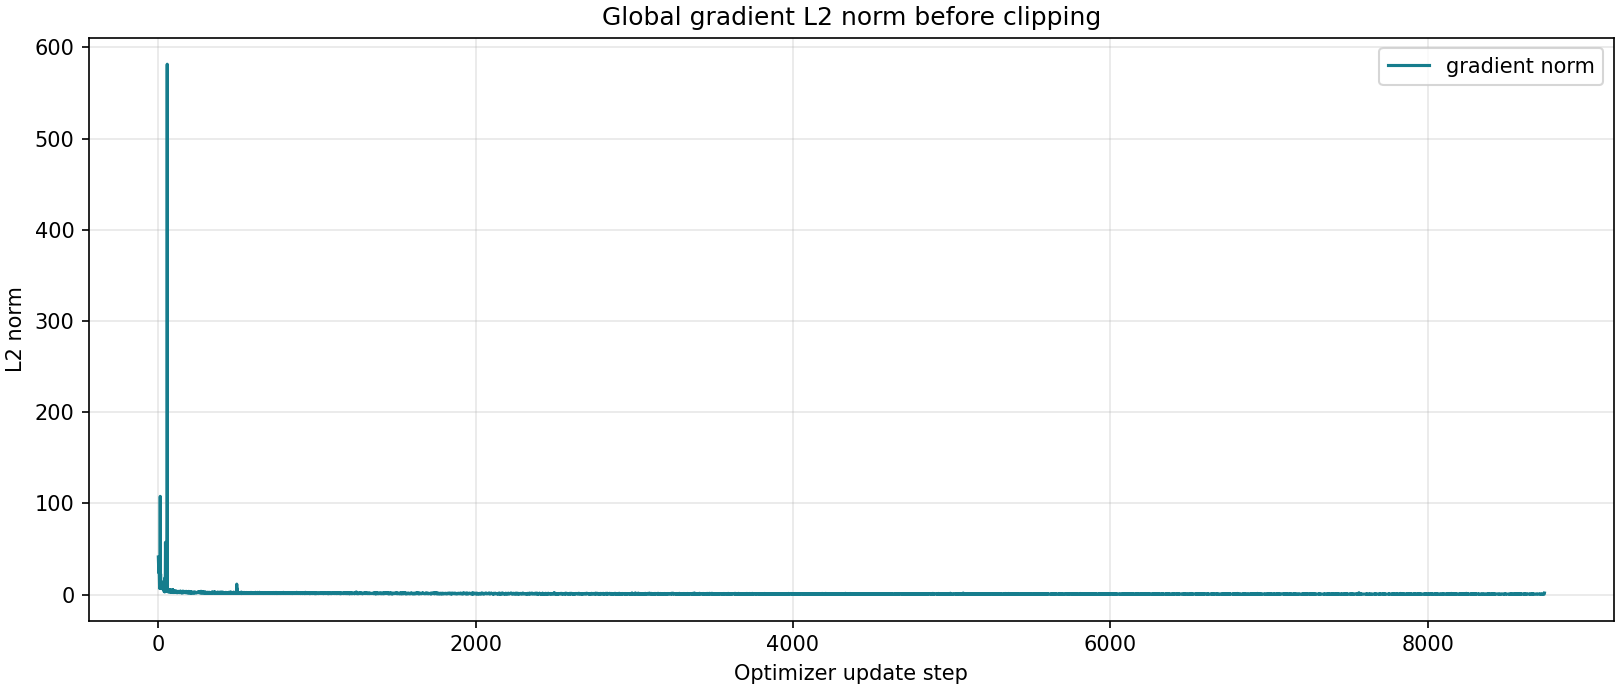 Global gradient L2 norm before clipping
gradient norm
L2 norm
600
500
400
300
200
100
0
0 2000 4000 6000 8000
Optimizer update step